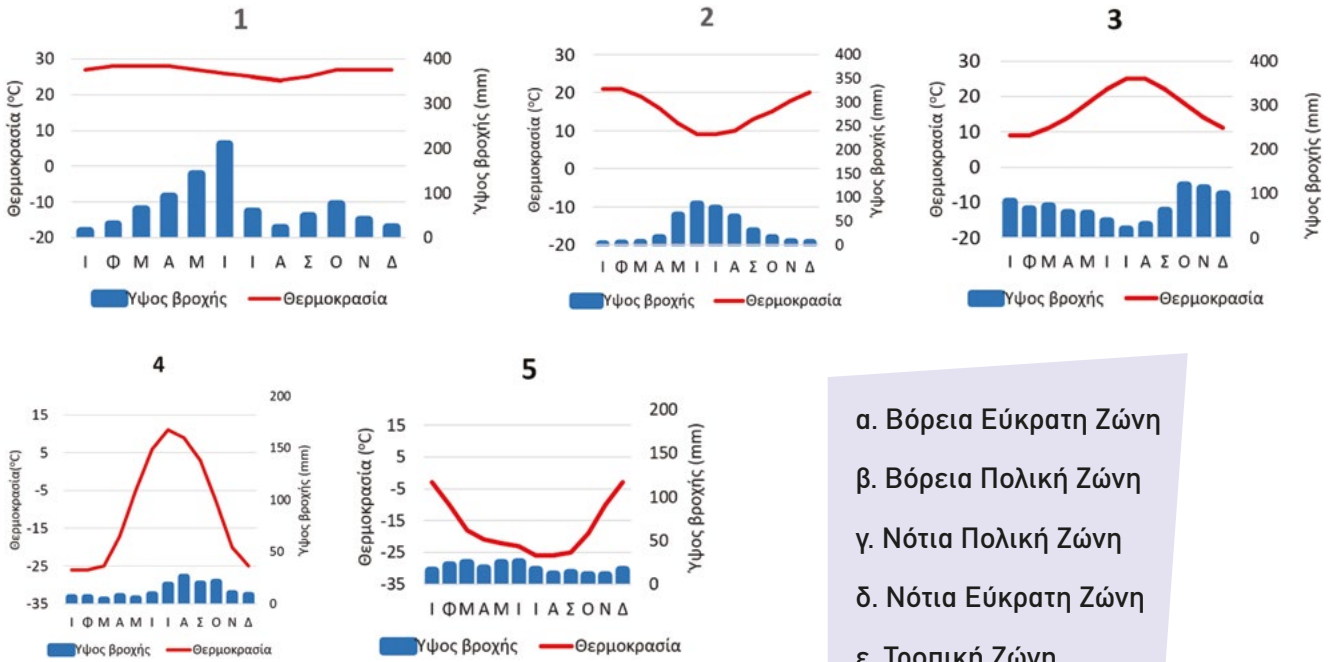 1
30
20
10
0
-10
-20
Θερμοκρασία (°C)
400
300
200
100
0
Ύψος βροχής (mm)
Ι Φ Μ Α Μ Ι Ι Α Σ Ο Ν Δ
Ύψος βροχής Θερμοκρασία
2
30
20
10
0
-10
-20
Θερμοκρασία (°C)
400
350
300
250
200
150
100
50
0
Ύψος βροχής (mm)
Ι Φ Μ Α Μ Ι Ι Α Σ Ο Ν Δ
Ύψος βροχής Θερμοκρασία
3
30
20
10
0
-10
-20
Θερμοκρασία (°C)
400
300
200
100
0
Ύψος βροχής (mm)
Ι Φ Μ Α Μ Ι Ι Α Σ Ο Ν Δ
Ύψος βροχής Θερμοκρασία
4
15
5
-5
-15
-25
-35
Θερμοκρασία(°C)
200
150
100
50
0
Ύψος βροχής (mm)
Ι Φ Μ Α Μ Ι Ι Α Σ Ο Ν Δ
Ύψος βροχής Θερμοκρασία
5
15
5
-5
-15
-25
-35
Θερμοκρασία (°C)
200
150
100
50
0
Ύψος βροχής (mm)
Ι Φ Μ Α Μ Ι Ι Α Σ Ο Ν Δ
Ύψος βροχής Θερμοκρασία
α. Βόρεια Εύκρατη Ζώνη
β. Βόρεια Πολική Ζώνη
γ. Νότια Πολική Ζώνη
δ. Νότια Εύκρατη Ζώνη
ε. Τροπική Ζώνη